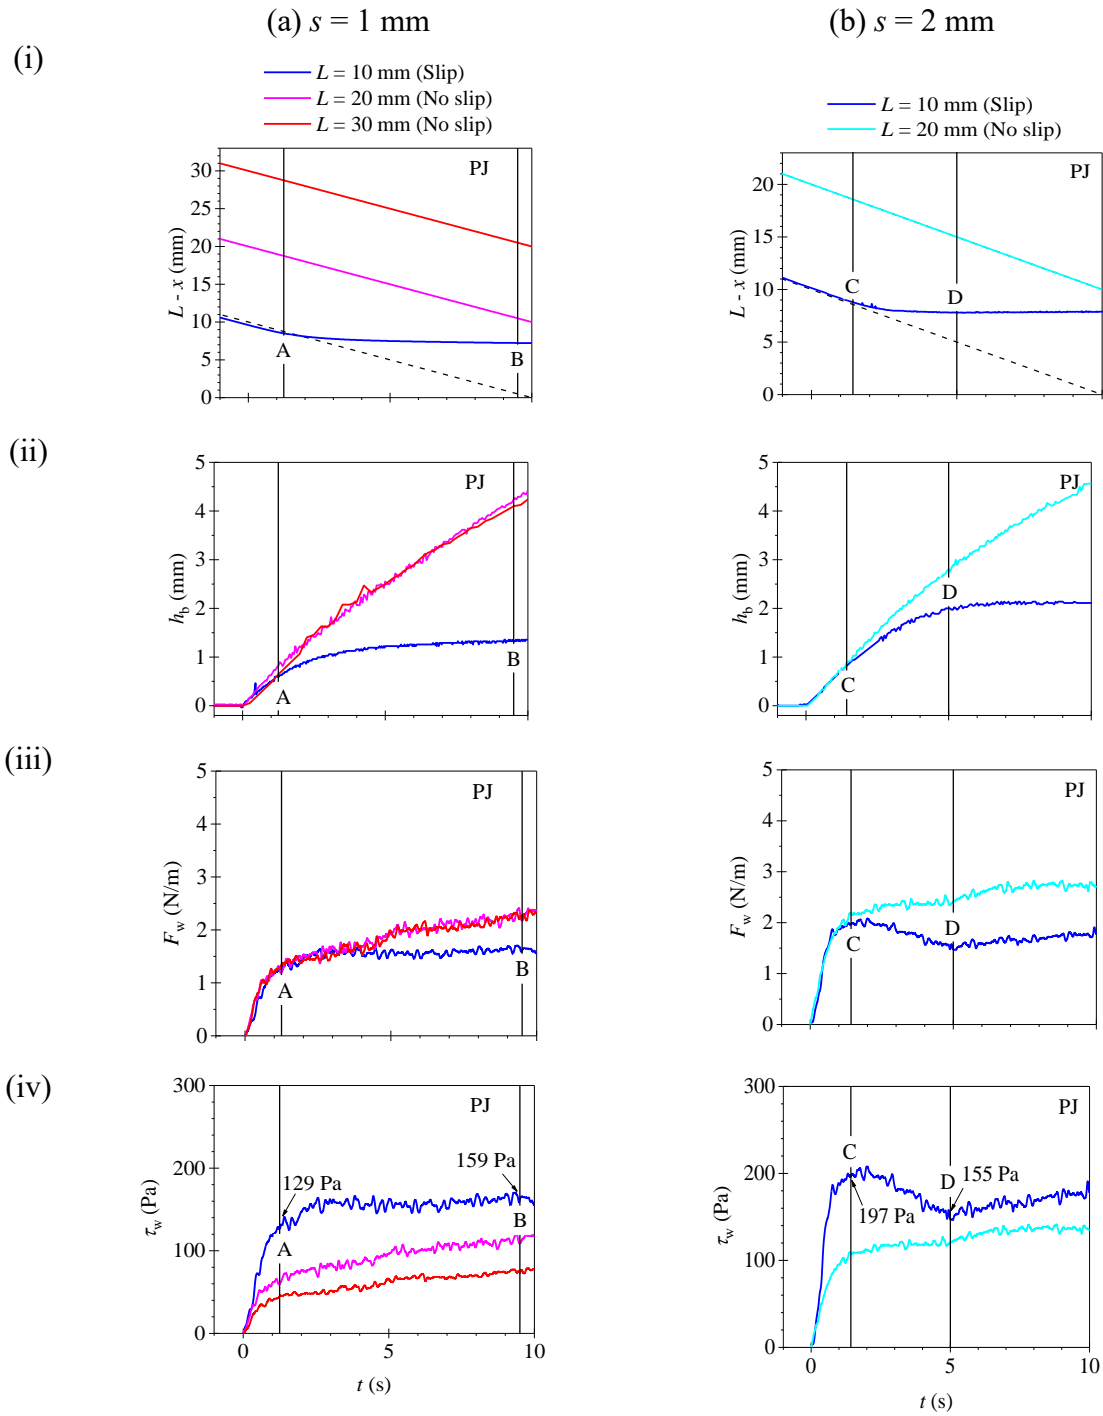 (a) s = 1 mm
(b) s = 2 mm
(i)
L = 10 mm (Slip)
L = 20 mm (No slip)
L = 30 mm (No slip)
PJ
30
25
20
15
10
5
0
L - x (mm)
A
B
L = 10 mm (Slip)
L = 20 mm (No slip)
PJ
20
15
10
5
0
L - x (mm)
C
D
(ii)
5
4
3
2
1
0
h_b (mm)
PJ
A
B
5
4
3
2
1
0
h_b (mm)
PJ
C
D
(iii)
5
4
3
2
1
0
F_w (N/m)
PJ
A
B
0
5
10
5
4
3
2
1
0
F_w (N/m)
PJ
C
D
0
5
10
(iv)
300
200
100
0
τ_w (Pa)
PJ
129 Pa
159 Pa
A
B
0
10
t (s)
300
200
100
0
τ_w (Pa)
PJ
C
D
197 Pa
155 Pa
0
5
10
t (s)